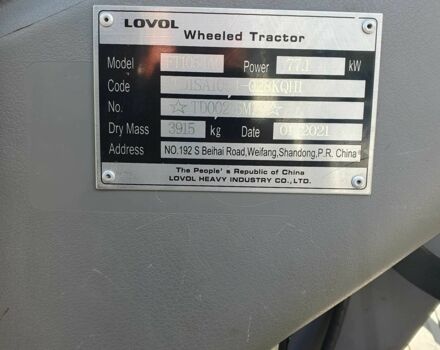 LOVOL
Wheeled Tractor
Model Power kW
Code
No.
Dry Mass 3915 kg Date 2021
Address NO.192 S Beihai Road,Weifang,Shandong,P.R. China
The People's Republic of China
LOVOL HEAVY INDUSTRY CO.,LTD.